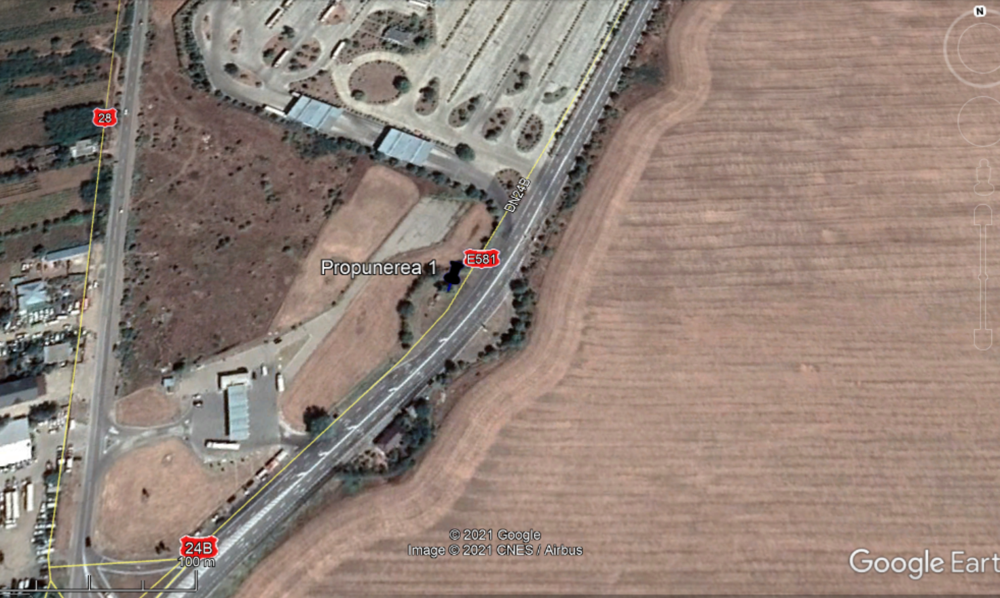 N
28
DN24B
E581
Propunerea 1
© 2021 Google
Image © 2021 CNES / Airbus
24B
100 m
Google Eart